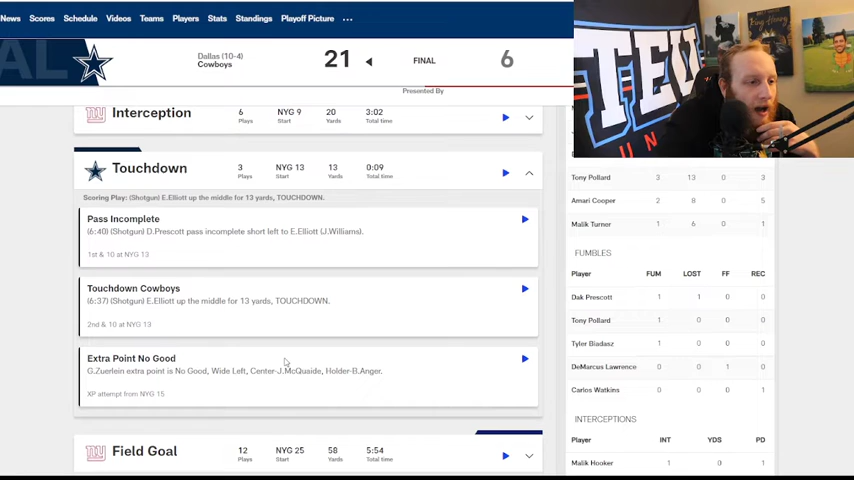 News Scores Schedule Videos Teams Players Stats Standings Playoff Picture ...
Dallas (10-4)
Cowboys
21
FINAL
6
Presented By
Interception
6
Plays
NYG 9
Start
20
Yards
3:02
Total time
Touchdown
3
Plays
NYG 13
Start
13
Yards
0:09
Total time
Scoring Play: (Shotgun) E.Elliott up the middle for 13 yards, TOUCHDOWN.
Pass Incomplete
(6:40) (Shotgun) D.Prescott pass incomplete short left to E.Elliott (J.Williams).
1st & 10 at NYG 13
Touchdown Cowboys
(6:37) (Shotgun) E.Elliott up the middle for 13 yards, TOUCHDOWN.
2nd & 10 at NYG 13
Extra Point No Good
G.Zuerlein extra point is No Good, Wide Left, Center-J.McQuaide, Holder-B.Anger.
XP attempt from NYG 15
Field Goal
12
Plays
NYG 25
Start
58
Yards
5:54
Total time
Tony Pollard 3 13 0 3
Amari Cooper 2 8 0 5
Malik Turner 1 6 0 1
FUMBLES
Player FUM LOST FF REC
Dak Prescott 1 1 0 0
Tony Pollard 1 0 0 0
Tyler Biadasz 1 0 0 0
DeMarcus Lawrence 0 0 1 0
Carlos Watkins 0 0 0 1
INTERCEPTIONS
Player INT YDS PD
Malik Hooker 1 0 1